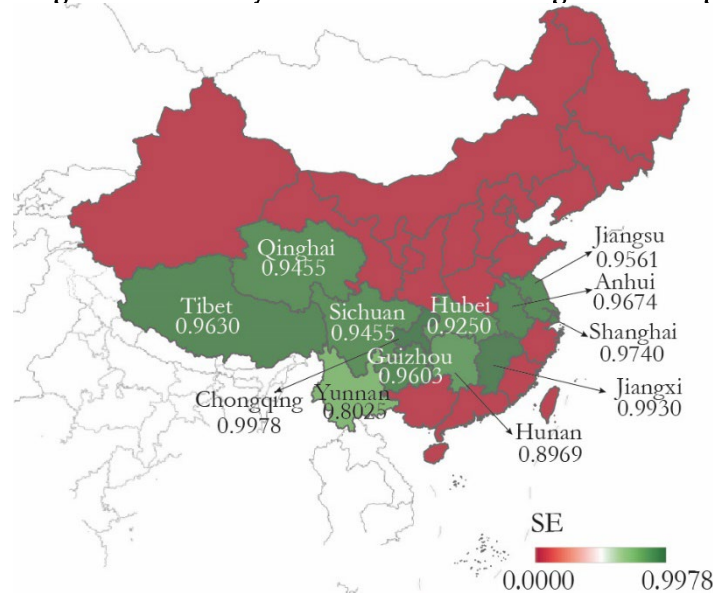 Jiangsu
0.9561
Qinghai
0.9455
Anhui
0.9674
Tibet
0.9630
Sichuan
0.9455
Hubei
0.9250
Shanghai
0.9740
Guizhou
0.9603
Jiangxi
0.9930
Chongqing
0.9978
Yunnan
0.8025
Hunan
0.8969
SE
0.0000 0.9978